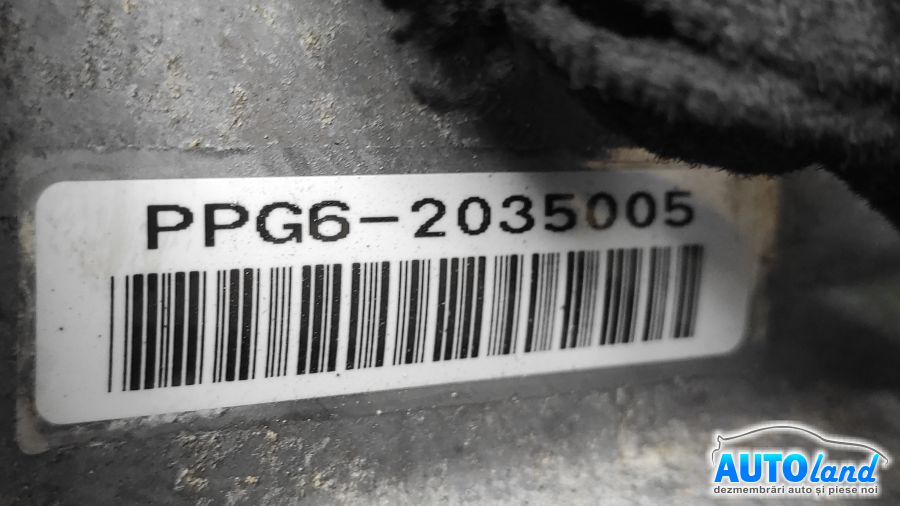 PPG6-2035005
AUTOland
dezmembrări auto și piese noi